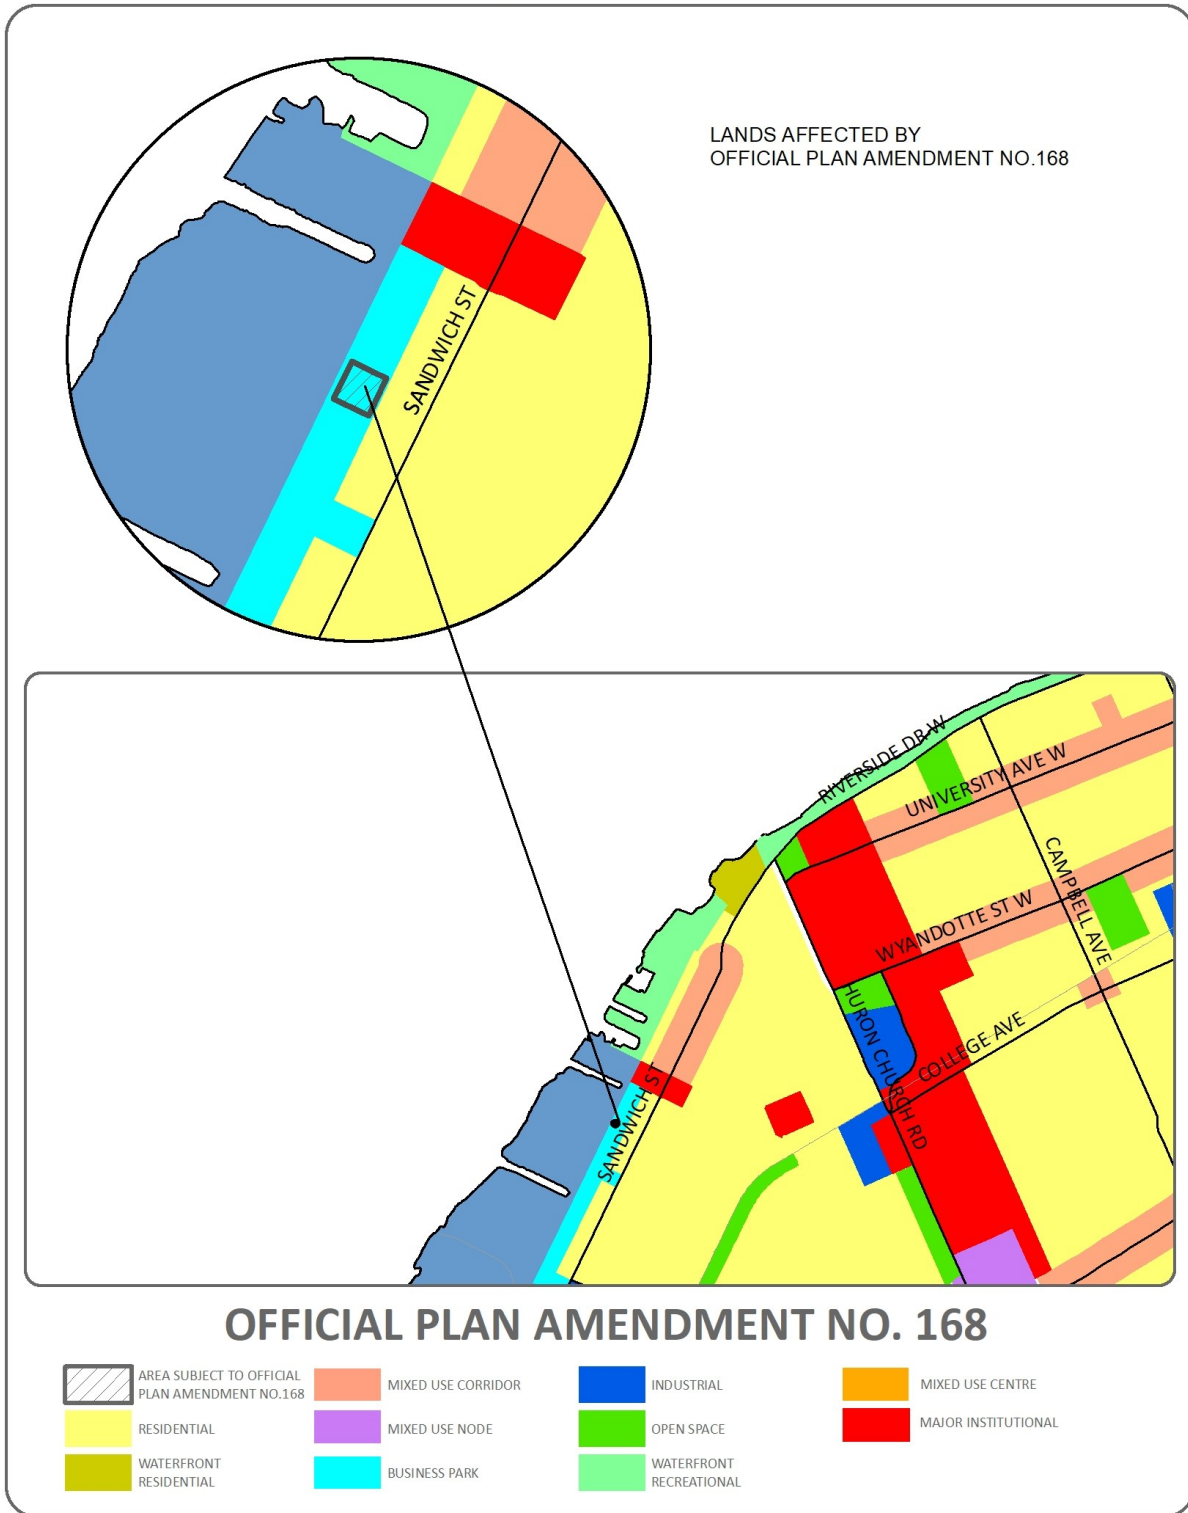 LANDS AFFECTED BY
OFFICIAL PLAN AMENDMENT NO.168
SANDWICH ST
RIVERSIDE DR W
UNIVERSITY AVE W
CAMPBELL AVE
WYANDOTTE ST W
HURON CHURCH RD
COLLEGE AVE
SANDWICH ST
OFFICIAL PLAN AMENDMENT NO. 168
AREA SUBJECT TO OFFICIAL
PLAN AMENDMENT NO.168
RESIDENTIAL
WATERFRONT
RESIDENTIAL
MIXED USE CORRIDOR
MIXED USE NODE
BUSINESS PARK
INDUSTRIAL
OPEN SPACE
WATERFRONT
RECREATIONAL
MIXED USE CENTRE
MAJOR INSTITUTIONAL